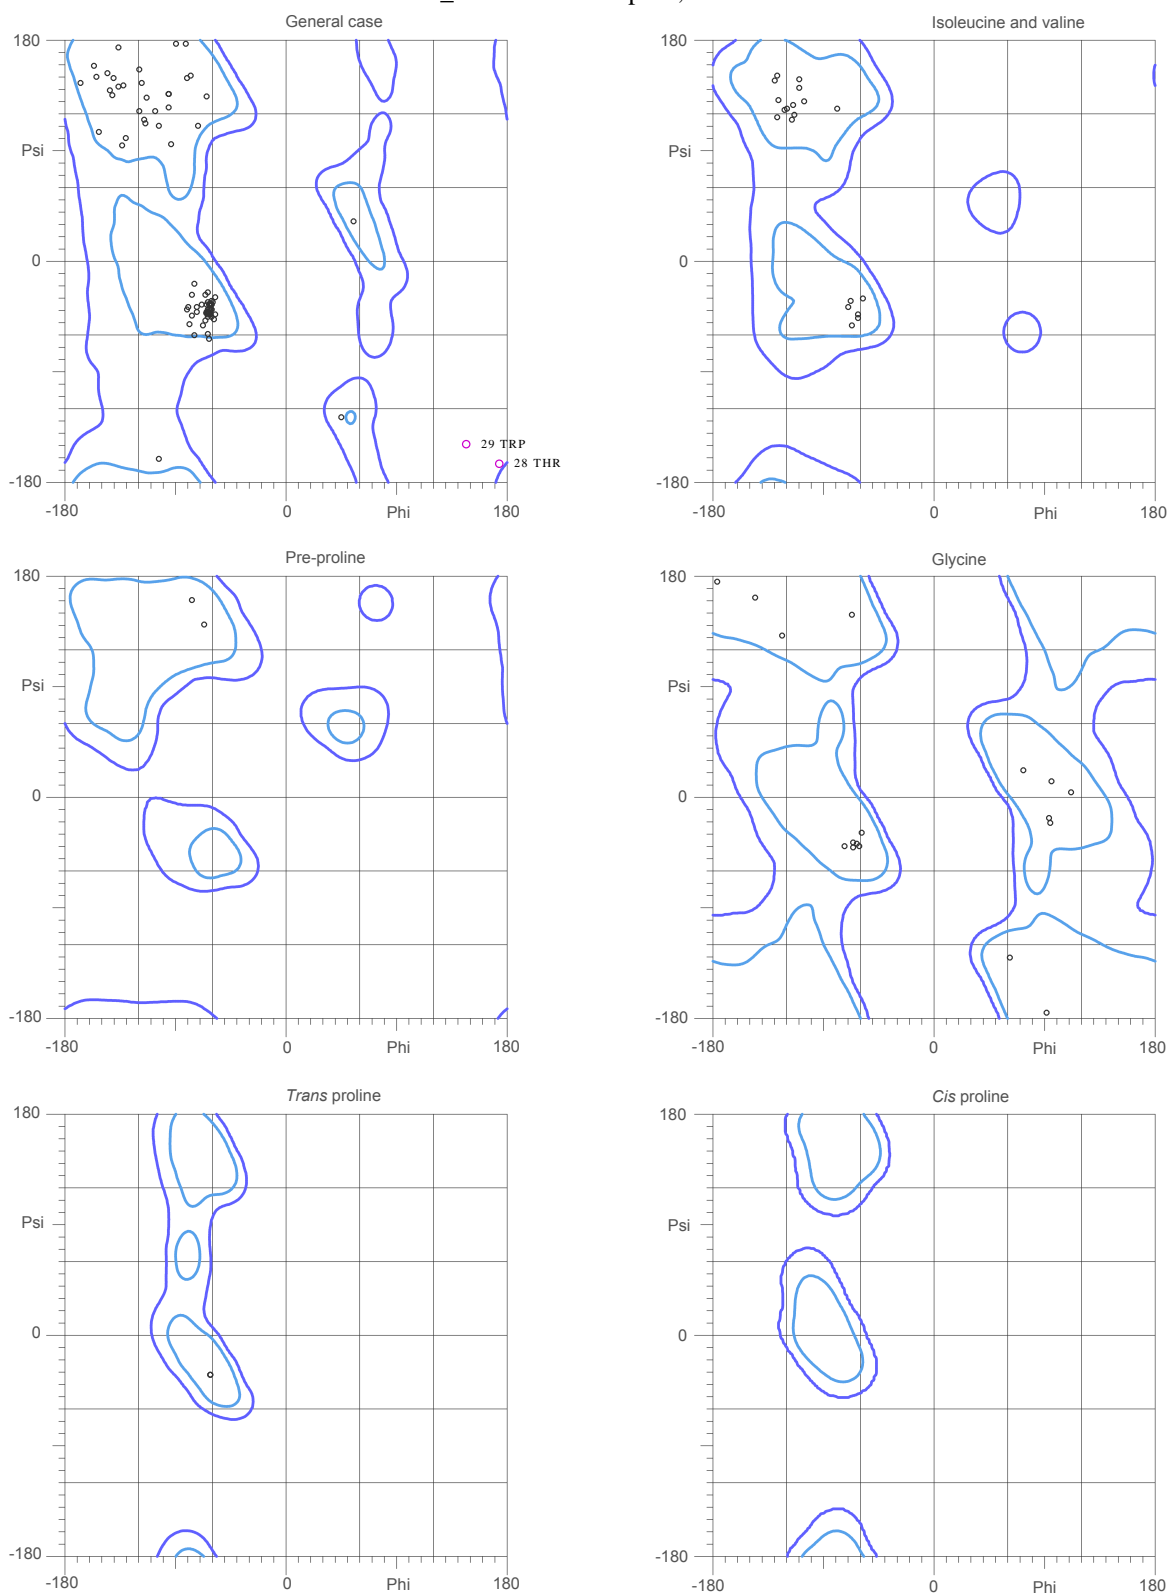 General case
Isoleucine and valine
180
180
Psi
Psi
0
0
29 TRP
28 THR
-180
-180
-180
0
Phi
180
-180
0
Phi
180
Pre-proline
Glycine
180
180
Psi
Psi
0
0
-180
-180
-180
0
Phi
180
-180
0
Phi
180
Trans proline
Cis proline
180
180
Psi
Psi
0
0
-180
-180
-180
0
Phi
180
-180
0
Phi
180